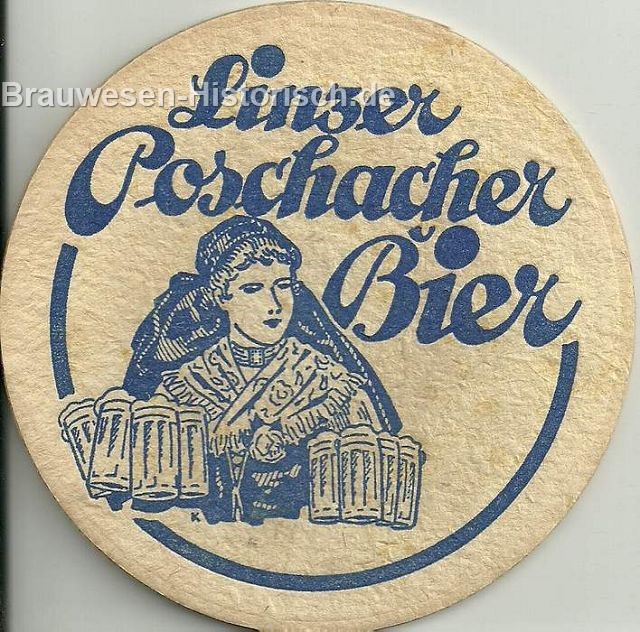 Brauwesen-Historisch.de
Linzer
Poschacher
Bier
K